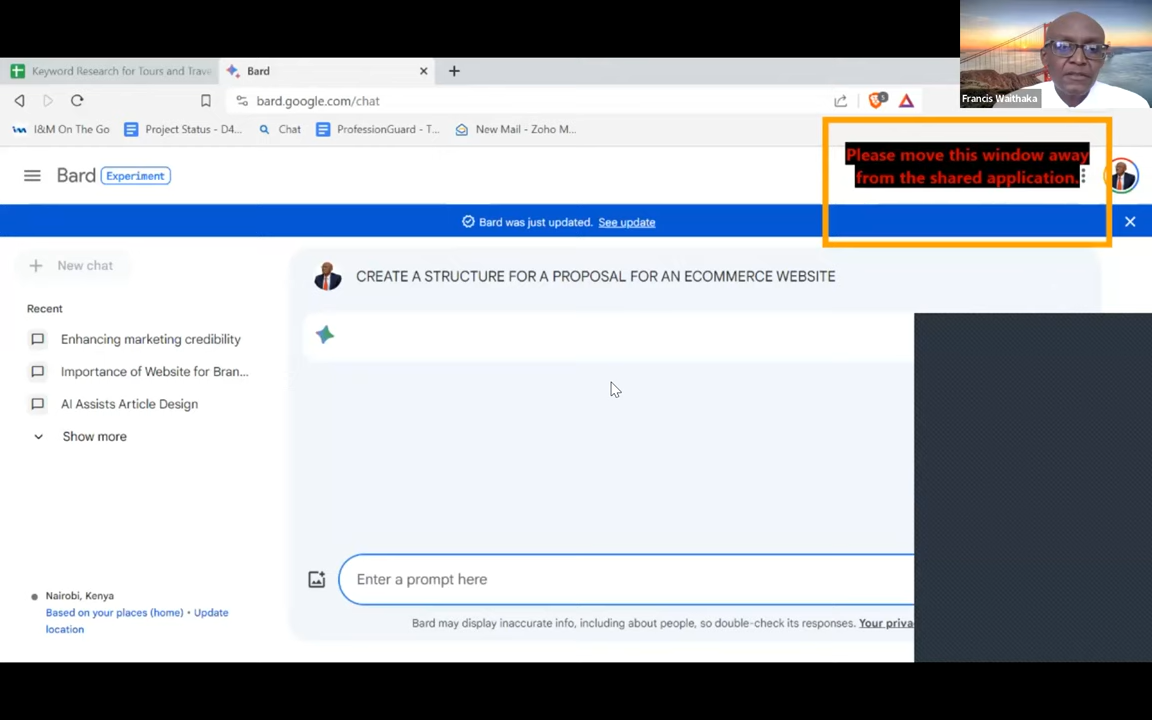 Francis Waithaka
Keyword Research for Tours and Trave
Bard
bard.google.com/chat
I&M On The Go
Project Status - D4...
Chat
ProfessionGuard - T...
New Mail - Zoho M...
Please move this window away
from the shared application.
Bard Experiment
Bard was just updated. See update
New chat
CREATE A STRUCTURE FOR A PROPOSAL FOR AN ECOMMERCE WEBSITE
Recent
Enhancing marketing credibility
Importance of Website for Bran...
AI Assists Article Design
Show more
Enter a prompt here
Nairobi, Kenya
Based on your places (home) • Update
location
Bard may display inaccurate info, including about people, so double-check its responses. Your priva